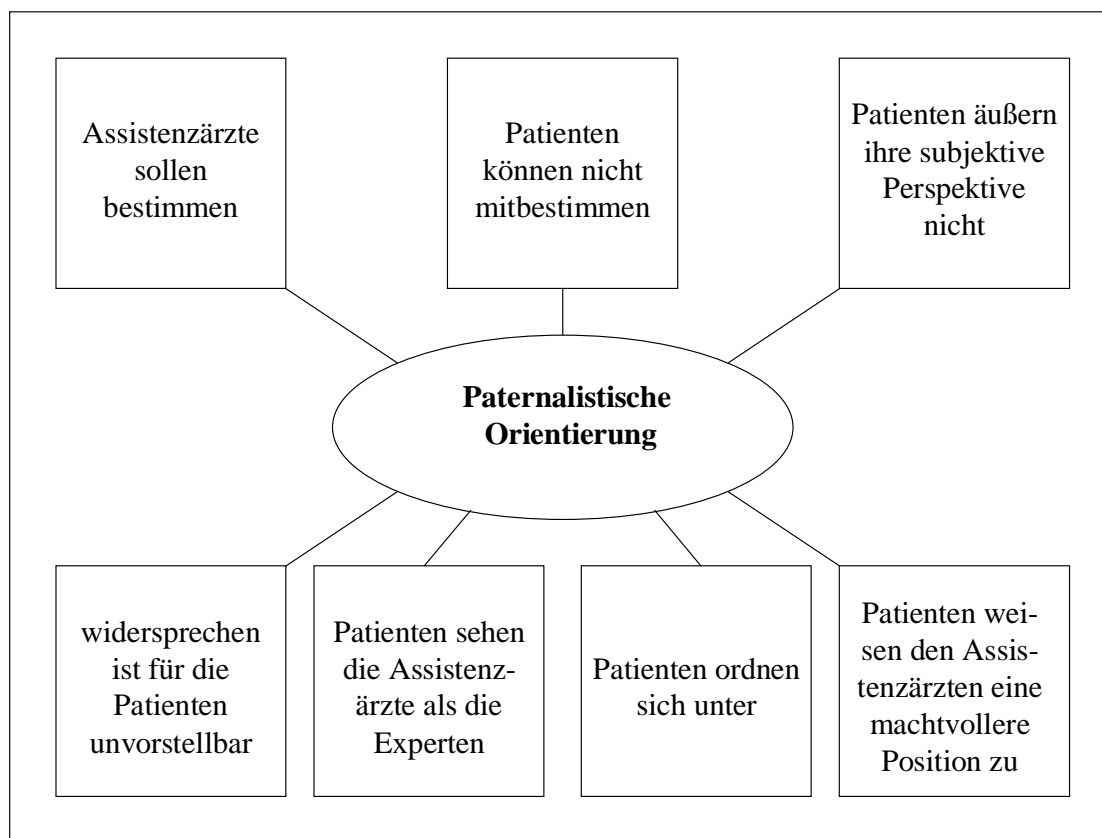 Assistenzärzte
sollen
bestimmen
Patienten
können nicht
mitbestimmen
Patienten äußern
ihre subjektive
Perspektive
nicht
Paternalistische
Orientierung
widersprechen
ist für die
Patienten
unvorstellbar
Patienten sehen
die Assistenz-
ärzte als die
Experten
Patienten ordnen
sich unter
Patienten wei-
sen den Assis-
tenzärzten eine
machtvollere
Position zu